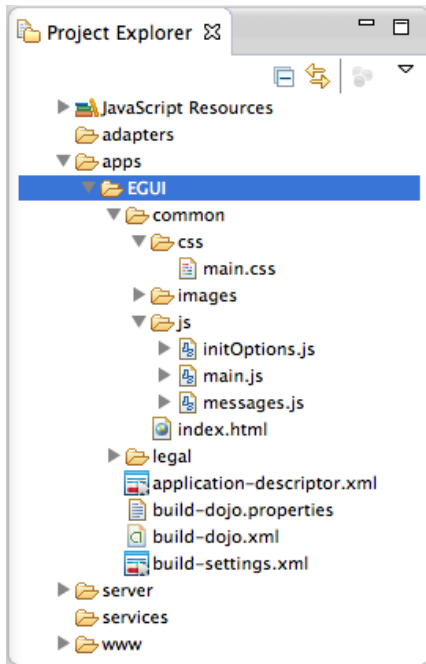 Project Explorer
JavaScript Resources
adapters
apps
EGUI
common
css
main.css
images
js
initOptions.js
main.js
messages.js
index.html
legal
application-descriptor.xml
build-dojo.properties
build-dojo.xml
build-settings.xml
server
services
www